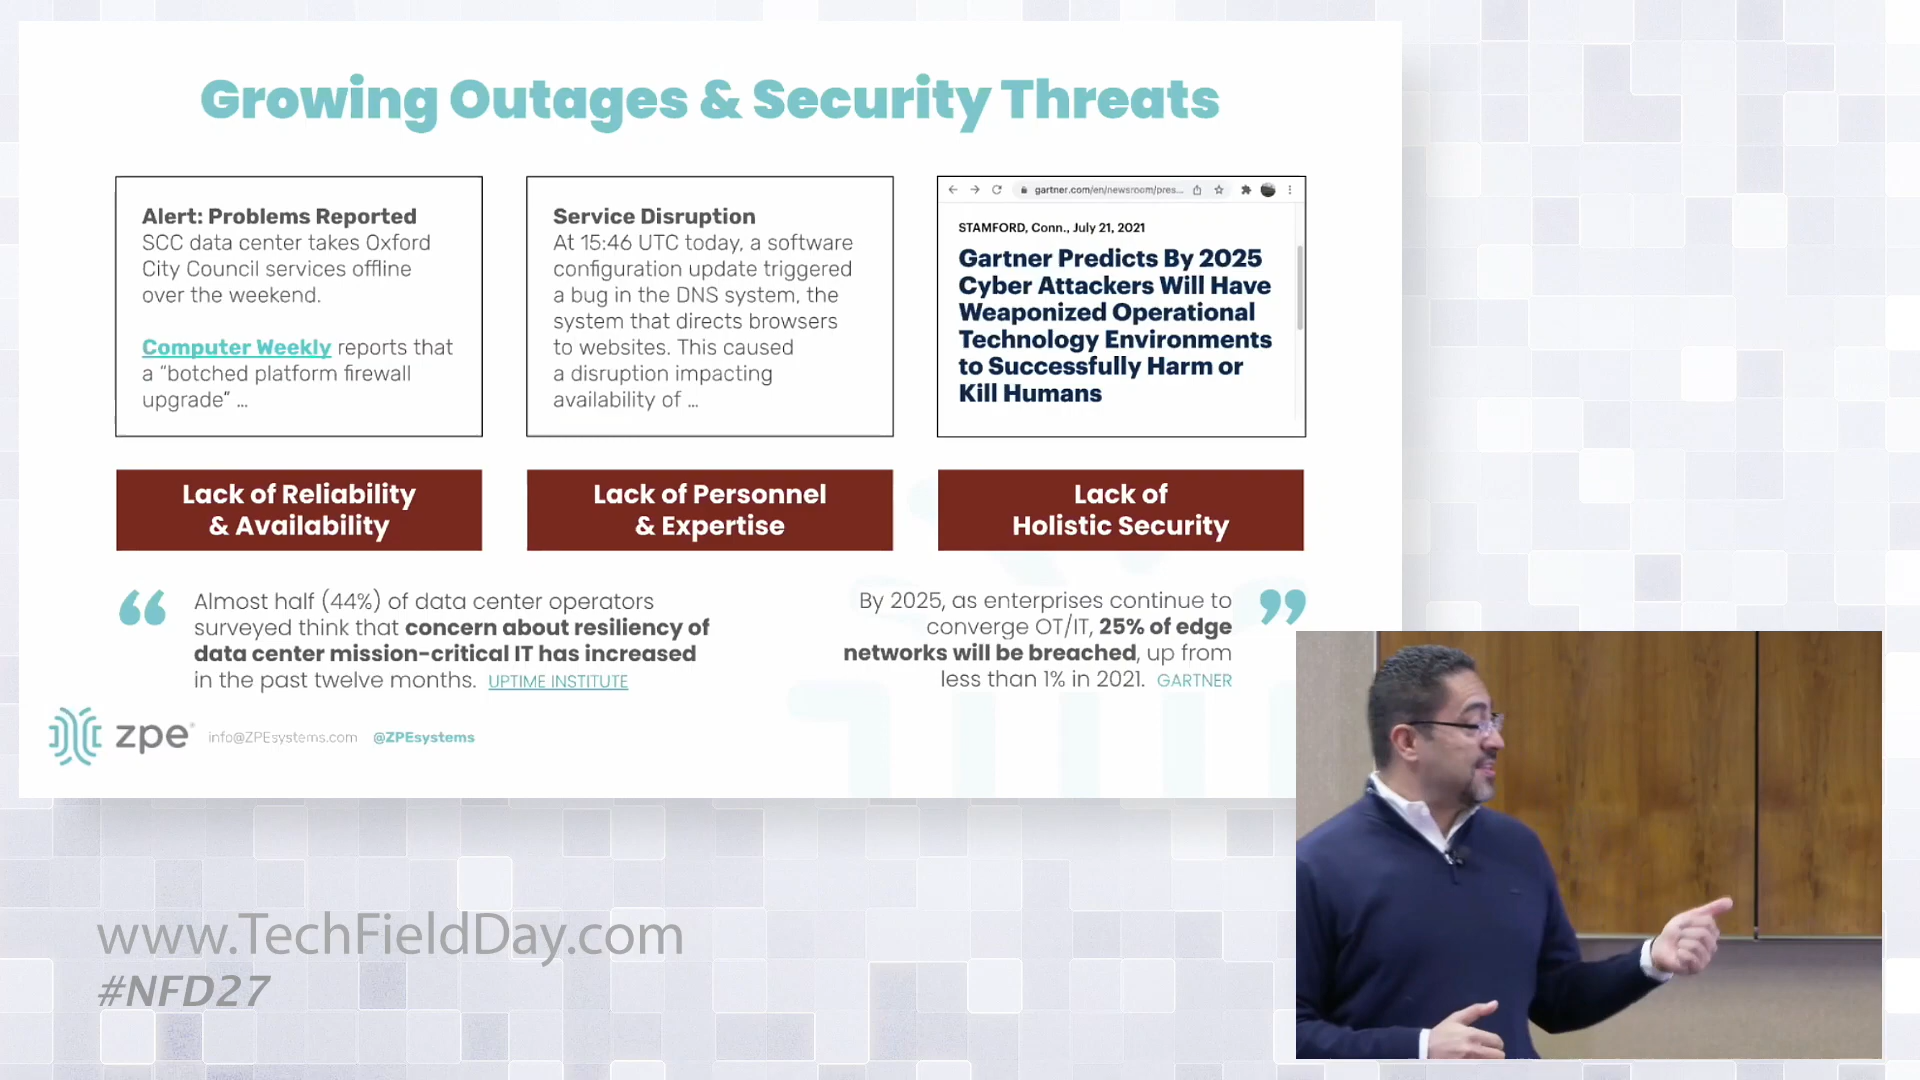 Growing Outages & Security Threats
Alert: Problems Reported
SCC data center takes Oxford
City Council services offline
over the weekend.
Computer Weekly reports that
a “botched platform firewall
upgrade” ...
Service Disruption
At 15:46 UTC today, a software
configuration update triggered
a bug in the DNS system, the
system that directs browsers
to websites. This caused
a disruption impacting
availability of ...
gartner.com/en/newsroom/pres...
STAMFORD, Conn., July 21, 2021
Gartner Predicts By 2025
Cyber Attackers Will Have
Weaponized Operational
Technology Environments
to Successfully Harm or
Kill Humans
Lack of Reliability
& Availability
Lack of Personnel
& Expertise
Lack of
Holistic Security
“
Almost half (44%) of data center operators
surveyed think that concern about resiliency of
data center mission-critical IT has increased
in the past twelve months. UPTIME INSTITUTE
By 2025, as enterprises continue to
converge OT/IT, 25% of edge
networks will be breached, up from
less than 1% in 2021. GARTNER
”
zpe® info@ZPEsystems.com @ZPEsystems
www.TechFieldDay.com
#NFD27